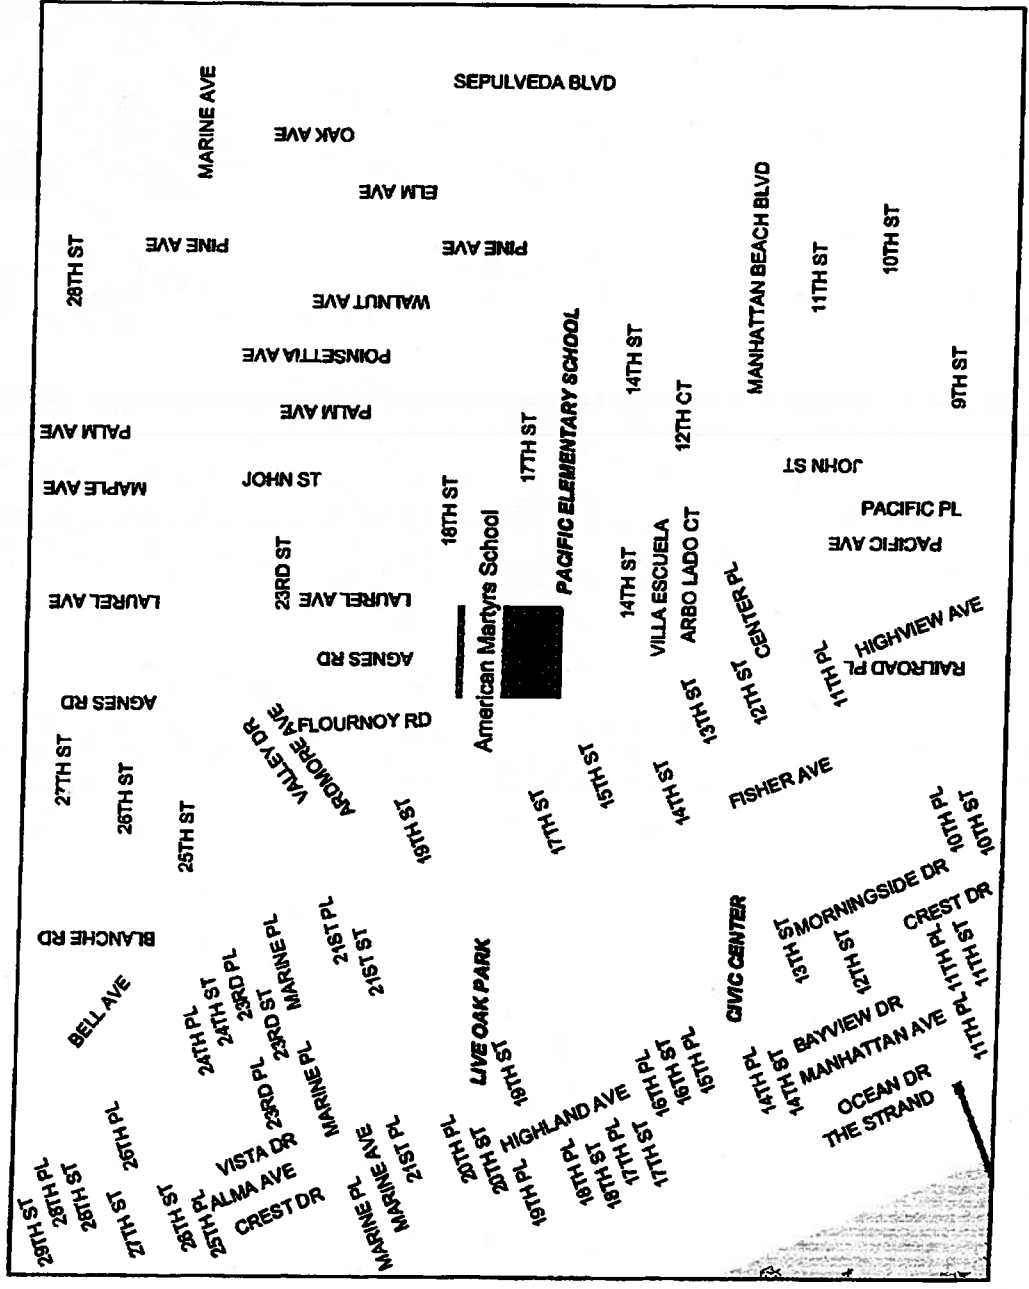 SEPULVEDA BLVD
MARINE AVE
OAK AVE
ELM AVE
MANHATTAN BEACH BLVD
10TH ST
28TH ST
PINE AVE
PINE AVE
11TH ST
WALNUT AVE
PACIFIC ELEMENTARY SCHOOL
14TH ST
POINSETTIA AVE
9TH ST
12TH CT
PALM AVE
PALM AVE
17TH ST
JOHN ST
JOHN ST
MAPLE AVE
18TH ST
PACIFIC PL
PACIFIC AVE
American Martyrs School
VILLA ESCUELA
ARBO LADO CT
23RD ST
14TH ST
LAUREL AVE
LAUREL AVE
CENTER PL
HIGHVIEW AVE
AGNES RD
RAILROAD PL
11TH PL
12TH ST
13TH ST
AGNES RD
FLOURNOY RD
VALLEY DR
ARDMORE AVE
27TH ST
26TH ST
25TH ST
15TH ST
14TH ST
FISHER AVE
19TH ST
17TH ST
10TH PL
10TH ST
MORNINGSIDE DR
CREST DR
BLANCHE RD
21ST PL
21ST ST
MARINE PL
23RD PL
24TH ST
24TH PL
23RD ST
BELL AVE
LIVE OAK PARK
CIVIC CENTER
13TH ST
12TH ST
11TH PL
11TH ST
11TH PL
BAYVIEW DR
MANHATTAN AVE
OCEAN DR
THE STRAND
14TH PL
14TH ST
15TH PL
16TH ST
16TH PL
19TH ST
HIGHLAND AVE
23RD PL
MARINE PL
26TH PL
VISTA DR
ALMA AVE
CREST DR
MARINE PL
MARINE AVE
21ST PL
20TH PL
20TH ST
19TH PL
18TH PL
18TH ST
17TH PL
17TH ST
29TH ST
28TH PL
28TH ST
27TH ST
26TH ST
25TH PL